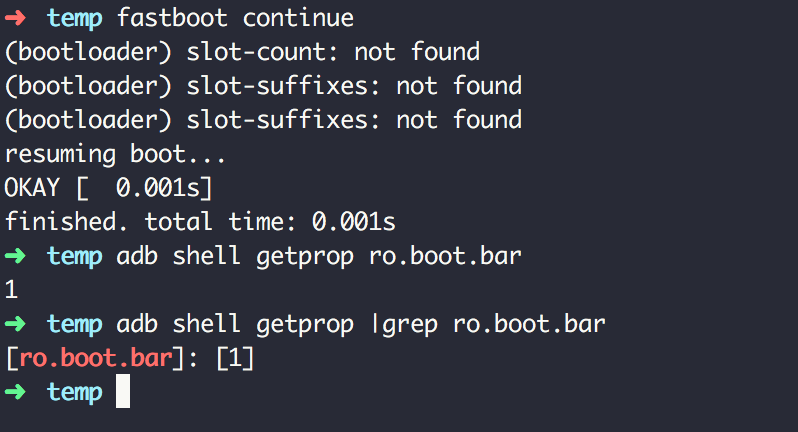 ➜ temp fastboot continue
(bootloader) slot-count: not found
(bootloader) slot-suffixes: not found
(bootloader) slot-suffixes: not found
resuming boot...
OKAY [  0.001s]
finished. total time: 0.001s
➜ temp adb shell getprop ro.boot.bar
1
➜ temp adb shell getprop |grep ro.boot.bar
[ro.boot.bar]: [1]
➜ temp